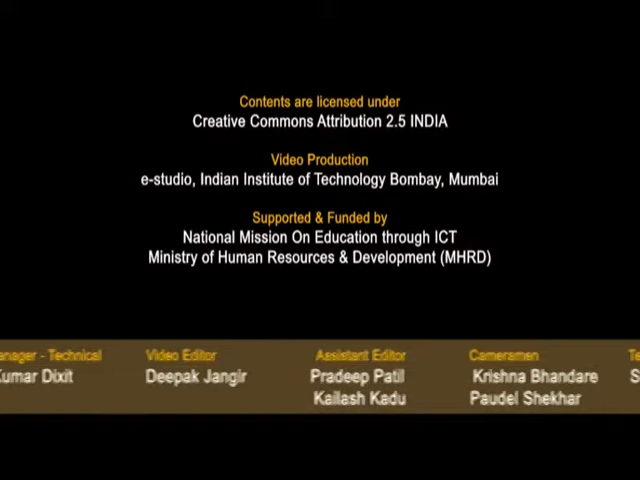 Contents are licensed under
Creative Commons Attribution 2.5 INDIA
Video Production
e-studio, Indian Institute of Technology Bombay, Mumbai
Supported & Funded by
National Mission On Education through ICT
Ministry of Human Resources & Development (MHRD)
anager - Technical
Kumar Dixit
Video Editor
Deepak Jangir
Assistant Editor
Pradeep Patil
Kailash Kadu
Cameramen
Krishna Bhandare
Paudel Shekhar